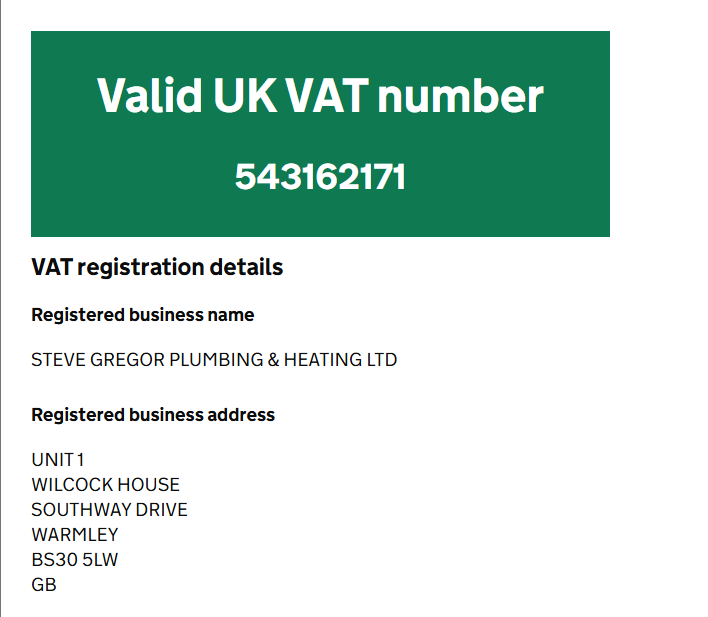 Valid UK VAT number
543162171
VAT registration details
Registered business name
STEVE GREGOR PLUMBING & HEATING LTD
Registered business address
UNIT 1
WILCOCK HOUSE
SOUTHWAY DRIVE
WARMLEY
BS30 5LW
GB